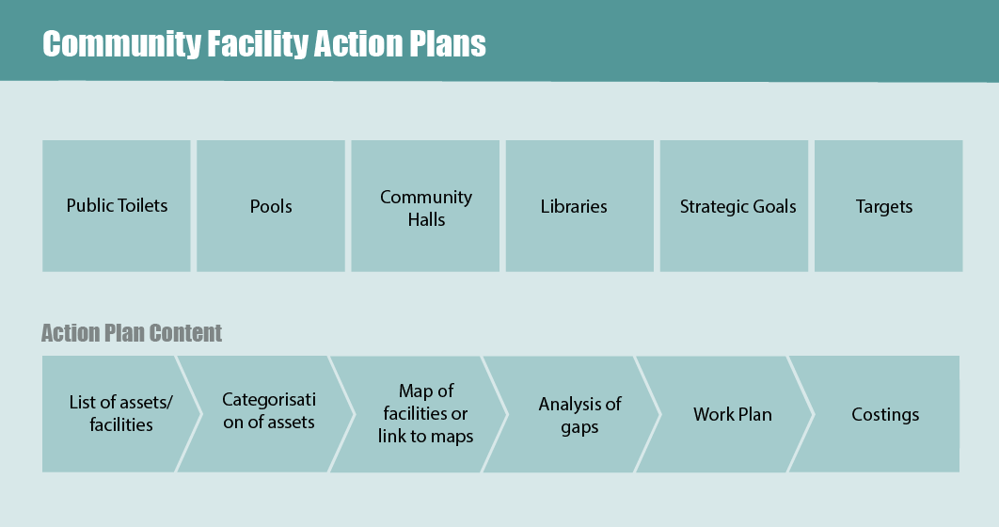 Community Facility Action Plans
Public Toilets
Pools
Community
Halls
Libraries
Strategic Goals
Targets
Action Plan Content
List of assets/
facilities
Categorisati
on of assets
Map of
facilities or
link to maps
Analysis of
gaps
Work Plan
Costings